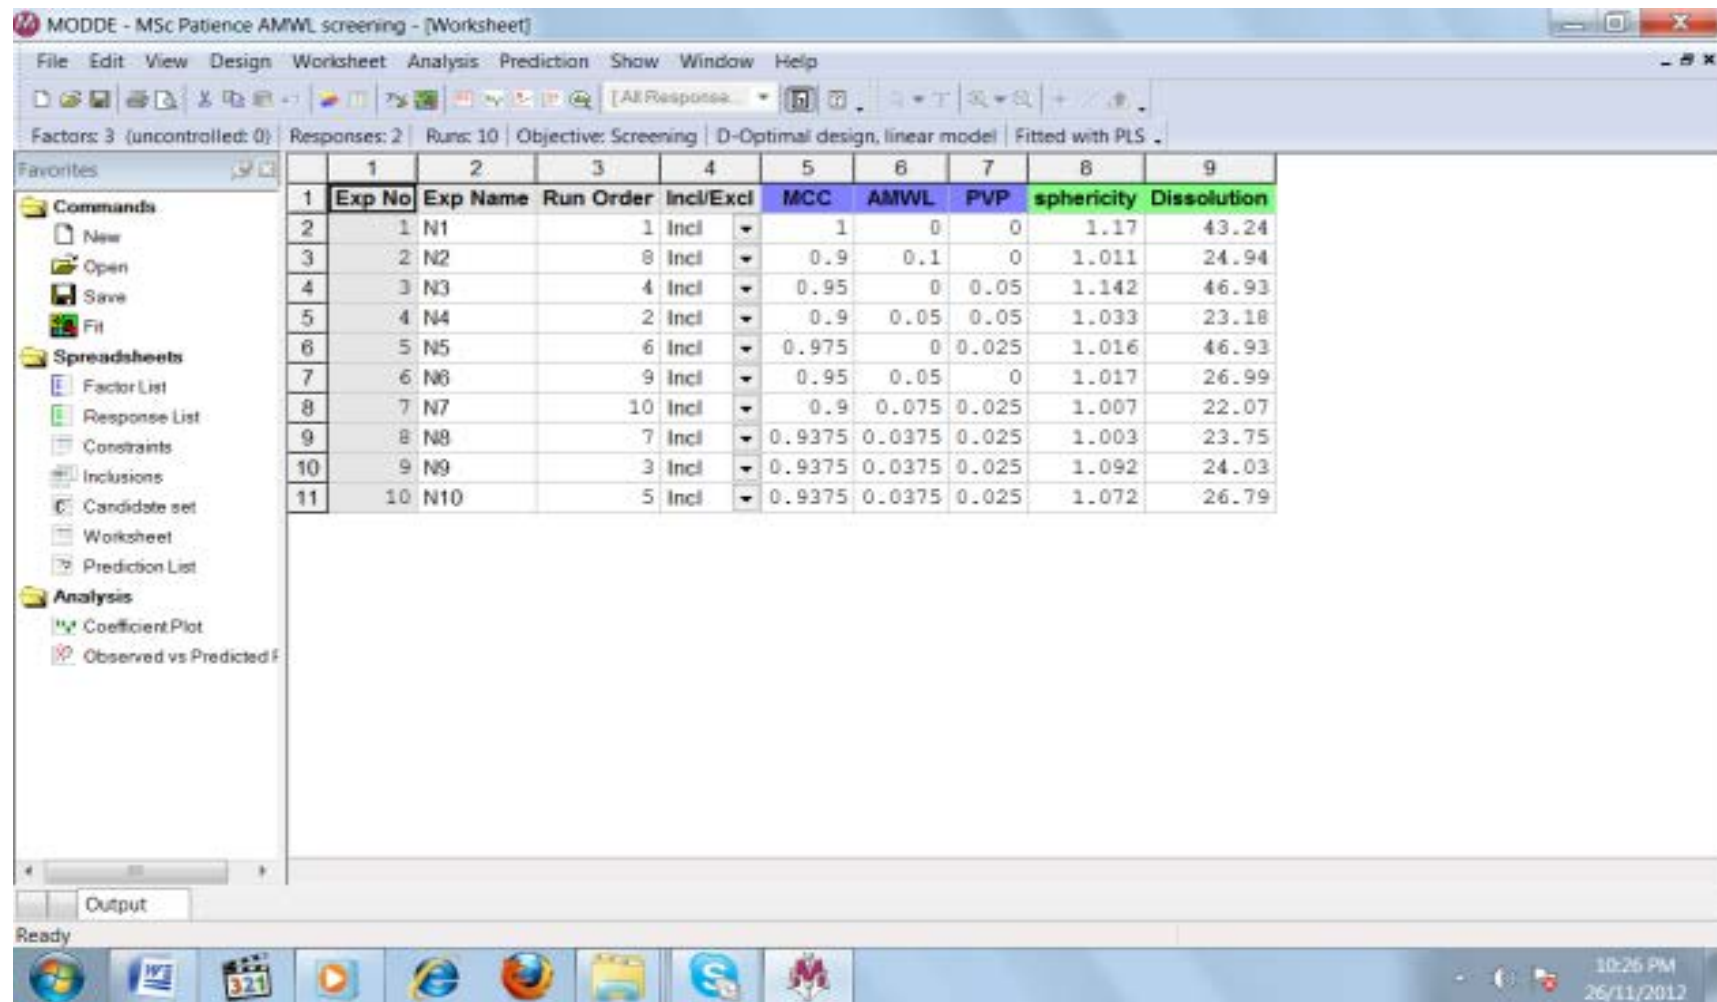 MODDE - MSc Patience AMWL screening - [Worksheet]
File Edit View Design Worksheet Analysis Prediction Show Window Help
[All Response...
Factors: 3 (uncontrolled: 0) Responses: 2 Runs: 10 Objective: Screening D-Optimal design, linear model Fitted with PLS
Favorites
Commands
New
Open
Save
Fit
Spreadsheets
Factor List
Response List
Constraints
Inclusions
Candidate set
Worksheet
Prediction List
Analysis
Coefficient Plot
Observed vs Predicted P
1 2 3 4 5 6 7 8 9
1 Exp No Exp Name Run Order Incl/Excl MCC AMWL PVP sphericity Dissolution
2 1 N1 1 Incl 1 0 0 1.17 43.24
3 2 N2 8 Incl 0.9 0.1 0 1.011 24.94
4 3 N3 4 Incl 0.95 0 0.05 1.142 46.93
5 4 N4 2 Incl 0.9 0.05 0.05 1.033 23.18
6 5 N5 6 Incl 0.975 0 0.025 1.016 46.93
7 6 N6 9 Incl 0.95 0.05 0 1.017 26.99
8 7 N7 10 Incl 0.9 0.075 0.025 1.007 22.07
9 8 N8 7 Incl 0.9375 0.0375 0.025 1.003 23.75
10 9 N9 3 Incl 0.9375 0.0375 0.025 1.092 24.03
11 10 N10 5 Incl 0.9375 0.0375 0.025 1.072 26.79
Output
Ready
321
10:26 PM
26/11/2012